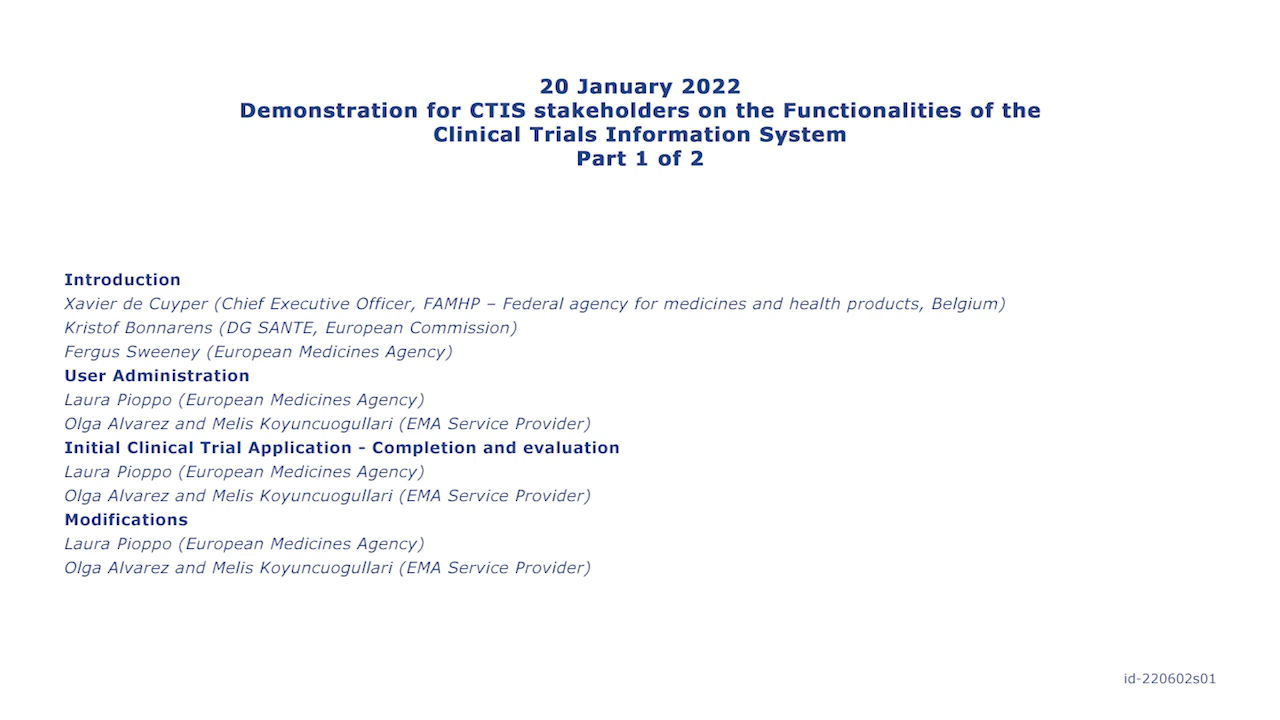 20 January 2022
Demonstration for CTIS stakeholders on the Functionalities of the
Clinical Trials Information System
Part 1 of 2
Introduction
Xavier de Cuyper (Chief Executive Officer, FAMHP – Federal agency for medicines and health products, Belgium)
Kristof Bonnarens (DG SANTE, European Commission)
Fergus Sweeney (European Medicines Agency)
User Administration
Laura Pioppo (European Medicines Agency)
Olga Alvarez and Melis Koyuncuogullari (EMA Service Provider)
Initial Clinical Trial Application - Completion and evaluation
Laura Pioppo (European Medicines Agency)
Olga Alvarez and Melis Koyuncuogullari (EMA Service Provider)
Modifications
Laura Pioppo (European Medicines Agency)
Olga Alvarez and Melis Koyuncuogullari (EMA Service Provider)
id-220602s01